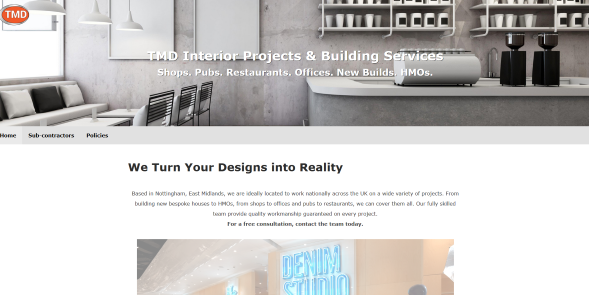 TMD
TMD Interior Projects & Building Services
Shops. Pubs. Restaurants. Offices. New Builds. HMOs.
Home Sub-contractors Policies
We Turn Your Designs into Reality
Based in Nottingham, East Midlands, we are ideally located to work nationally across the UK on a wide variety of projects. From
building new bespoke houses to HMOs, from shops to offices and pubs to restaurants, we can cover them all. Our fully skilled
team provide quality workmanship guaranteed on every project.
For a free consultation, contact the team today.
DENIM
STUDIO